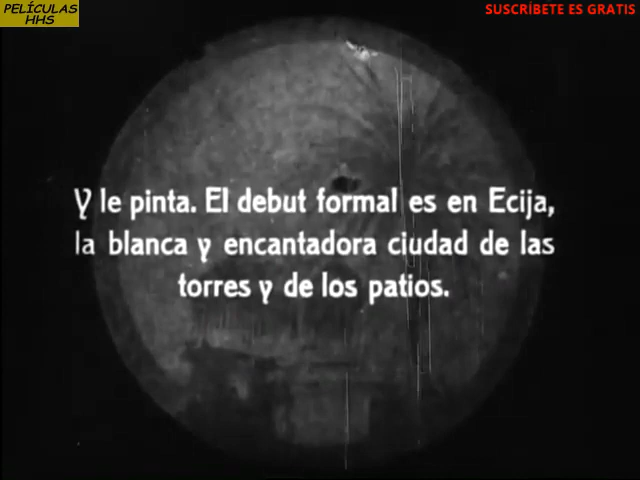 PELÍCULAS
HHS
SUSCRÍBETE ES GRATIS
Y le pinta. El debut formal es en Ecija,
la blanca y encantadora ciudad de las
torres y de los patios.